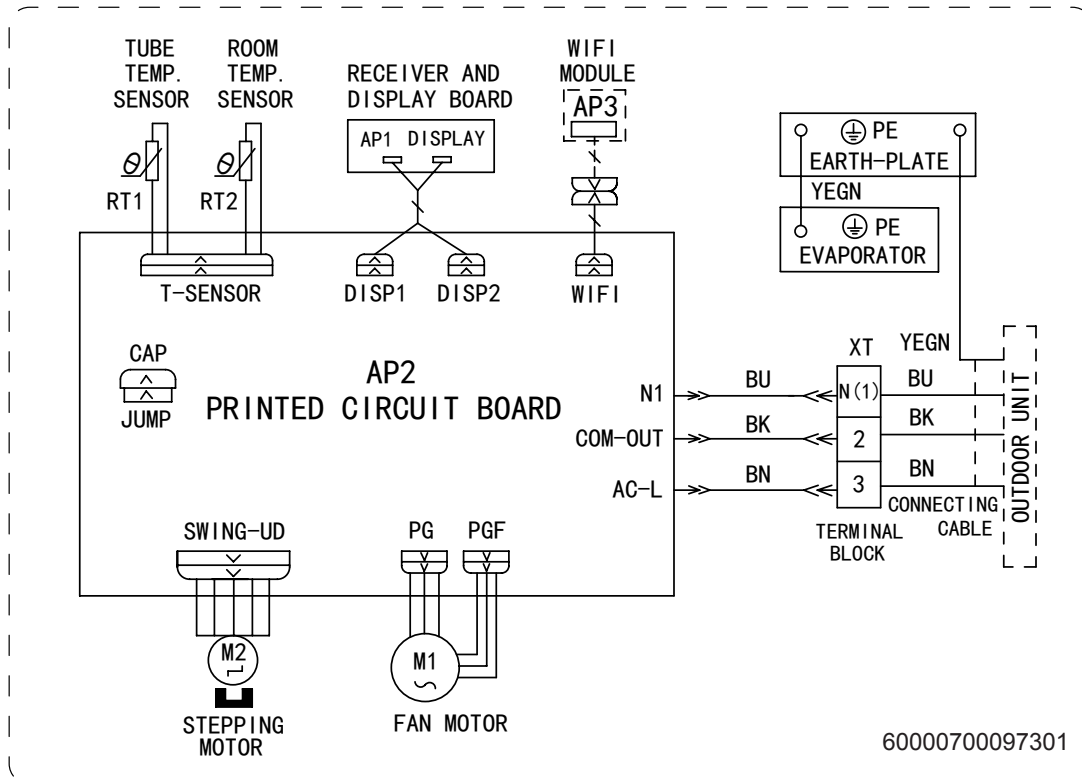 TUBE
TEMP.
SENSOR
ROOM
TEMP.
SENSOR
RECEIVER AND
DISPLAY BOARD
WIFI
MODULE
AP1 DISPLAY
AP3
PE
EARTH-PLATE
YEGN
PE
EVAPORATOR
RT1
RT2
T-SENSOR
DISP1
DISP2
WIFI
CAP
JUMP
AP2
PRINTED CIRCUIT BOARD
N1
COM-OUT
AC-L
BU
BK
BN
XT
N(1)
2
3
TERMINAL
BLOCK
YEGN
BU
BK
BN
CONNECTING
CABLE
OUTDOOR UNIT
SWING-UD
PG
PGF
M2
STEPPING
MOTOR
M1
FAN MOTOR
60000700097301